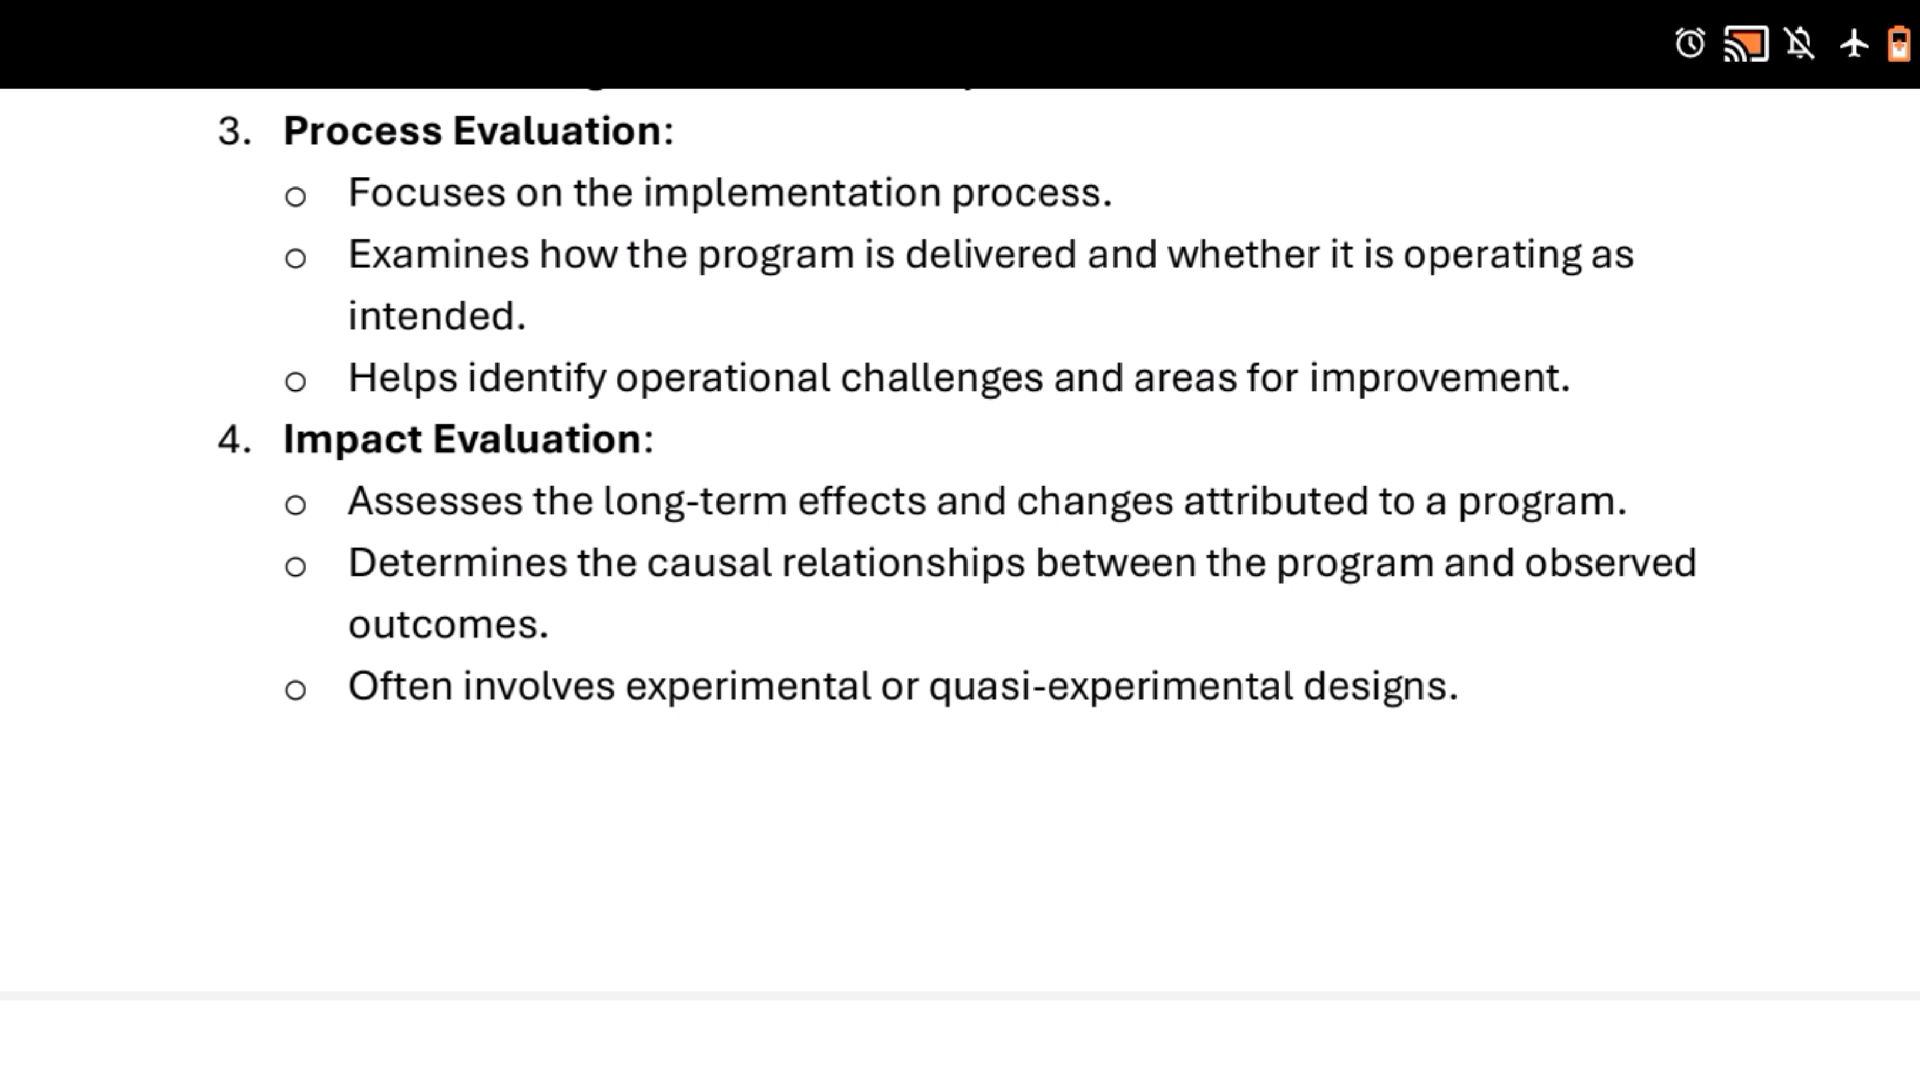 3. Process Evaluation:
o Focuses on the implementation process.
o Examines how the program is delivered and whether it is operating as
intended.
o Helps identify operational challenges and areas for improvement.
4. Impact Evaluation:
o Assesses the long-term effects and changes attributed to a program.
o Determines the causal relationships between the program and observed
outcomes.
o Often involves experimental or quasi-experimental designs.